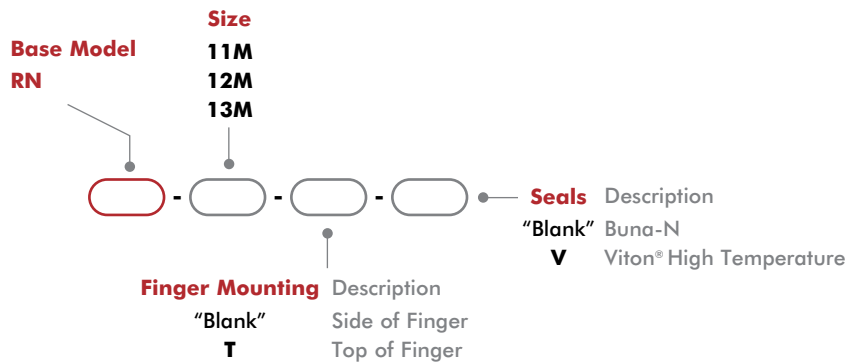 Size
11M
12M
13M
Base Model
RN
- - -
Seals Description
"Blank" Buna-N
V Viton® High Temperature
Finger Mounting Description
"Blank" Side of Finger
T Top of Finger